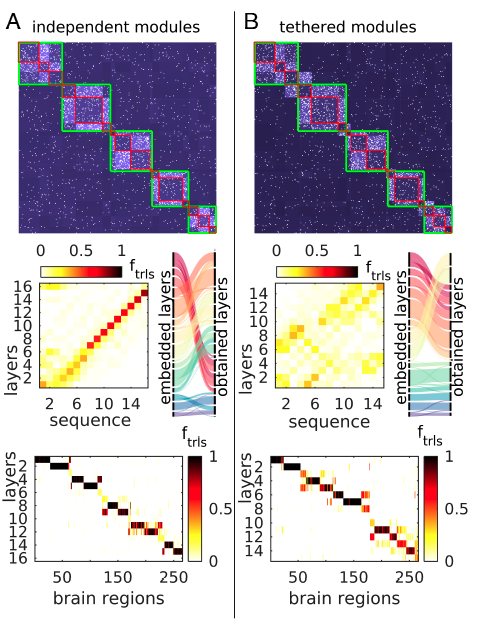 A independent modules
0 0.5 1
f_trls
16
14
12
10
8
6
4
2
layers
2 6 10 14
sequence
embedded layers
obtained layers
f_trls
layers
2
4
6
8
10
12
14
16
50 150 250
brain regions
1
0.5
0
B tethered modules
0 0.5 1
f_trls
14
12
10
8
6
4
2
layers
2 6 10 14
sequence
embedded layers
obtained layers
f_trls
layers
2
4
6
8
10
12
14
50 150 250
brain regions
1
0.5
0